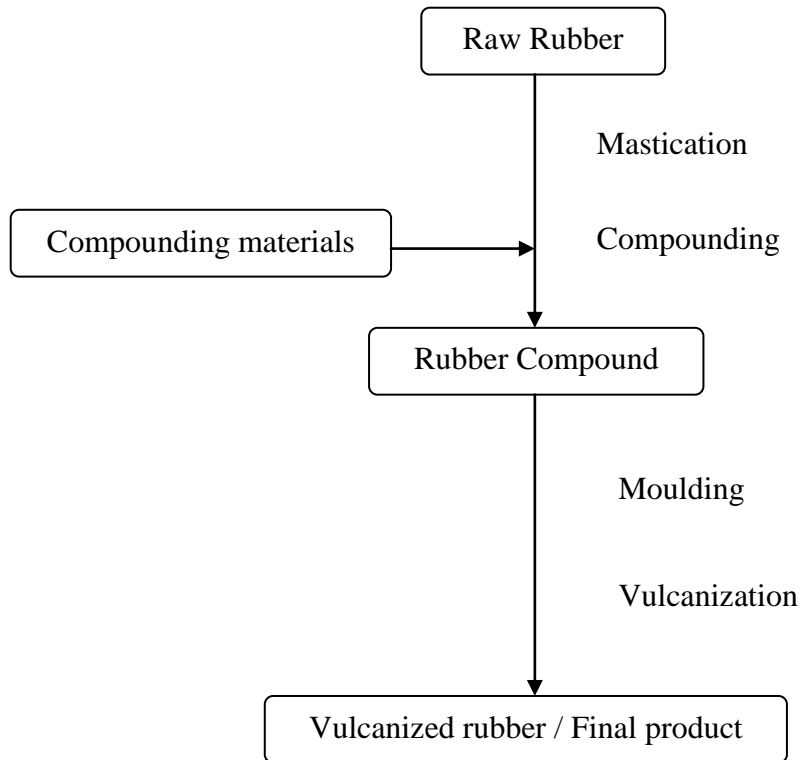 Raw Rubber
Mastication
Compounding materials
Compounding
Rubber Compound
Moulding
Vulcanization
Vulcanized rubber / Final product